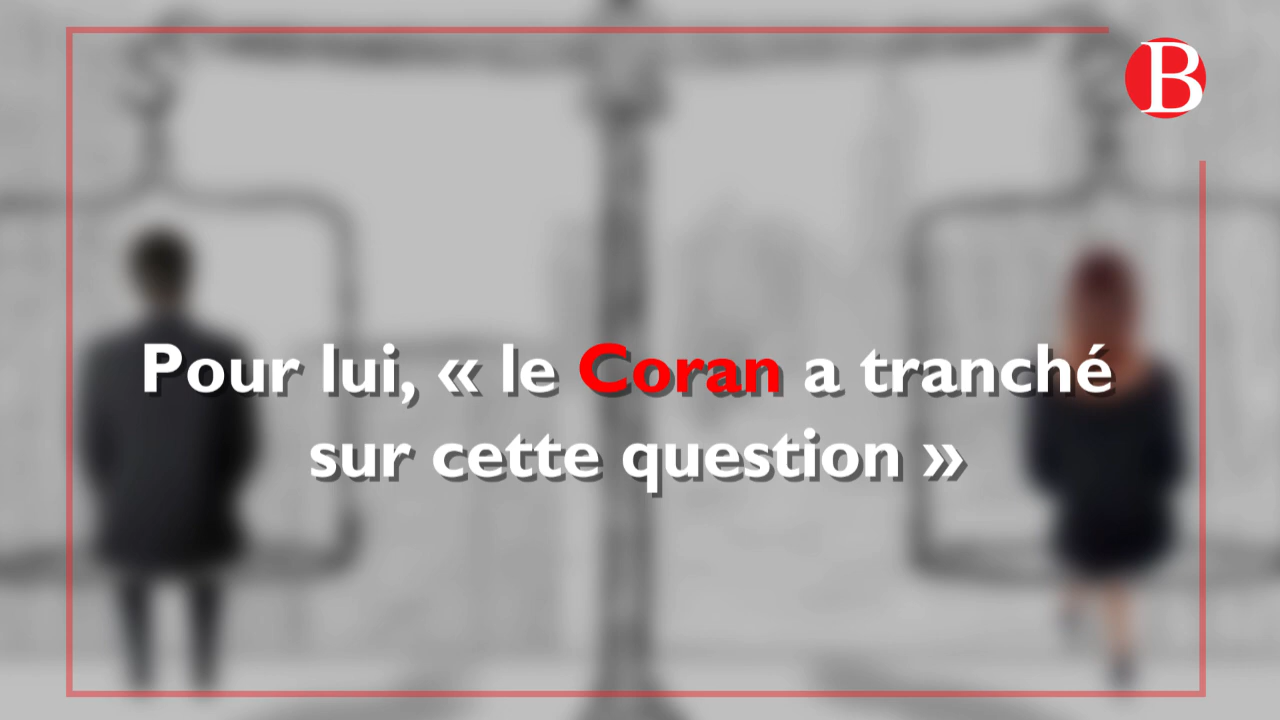 B
Pour lui, « le Coran a tranché
sur cette question »